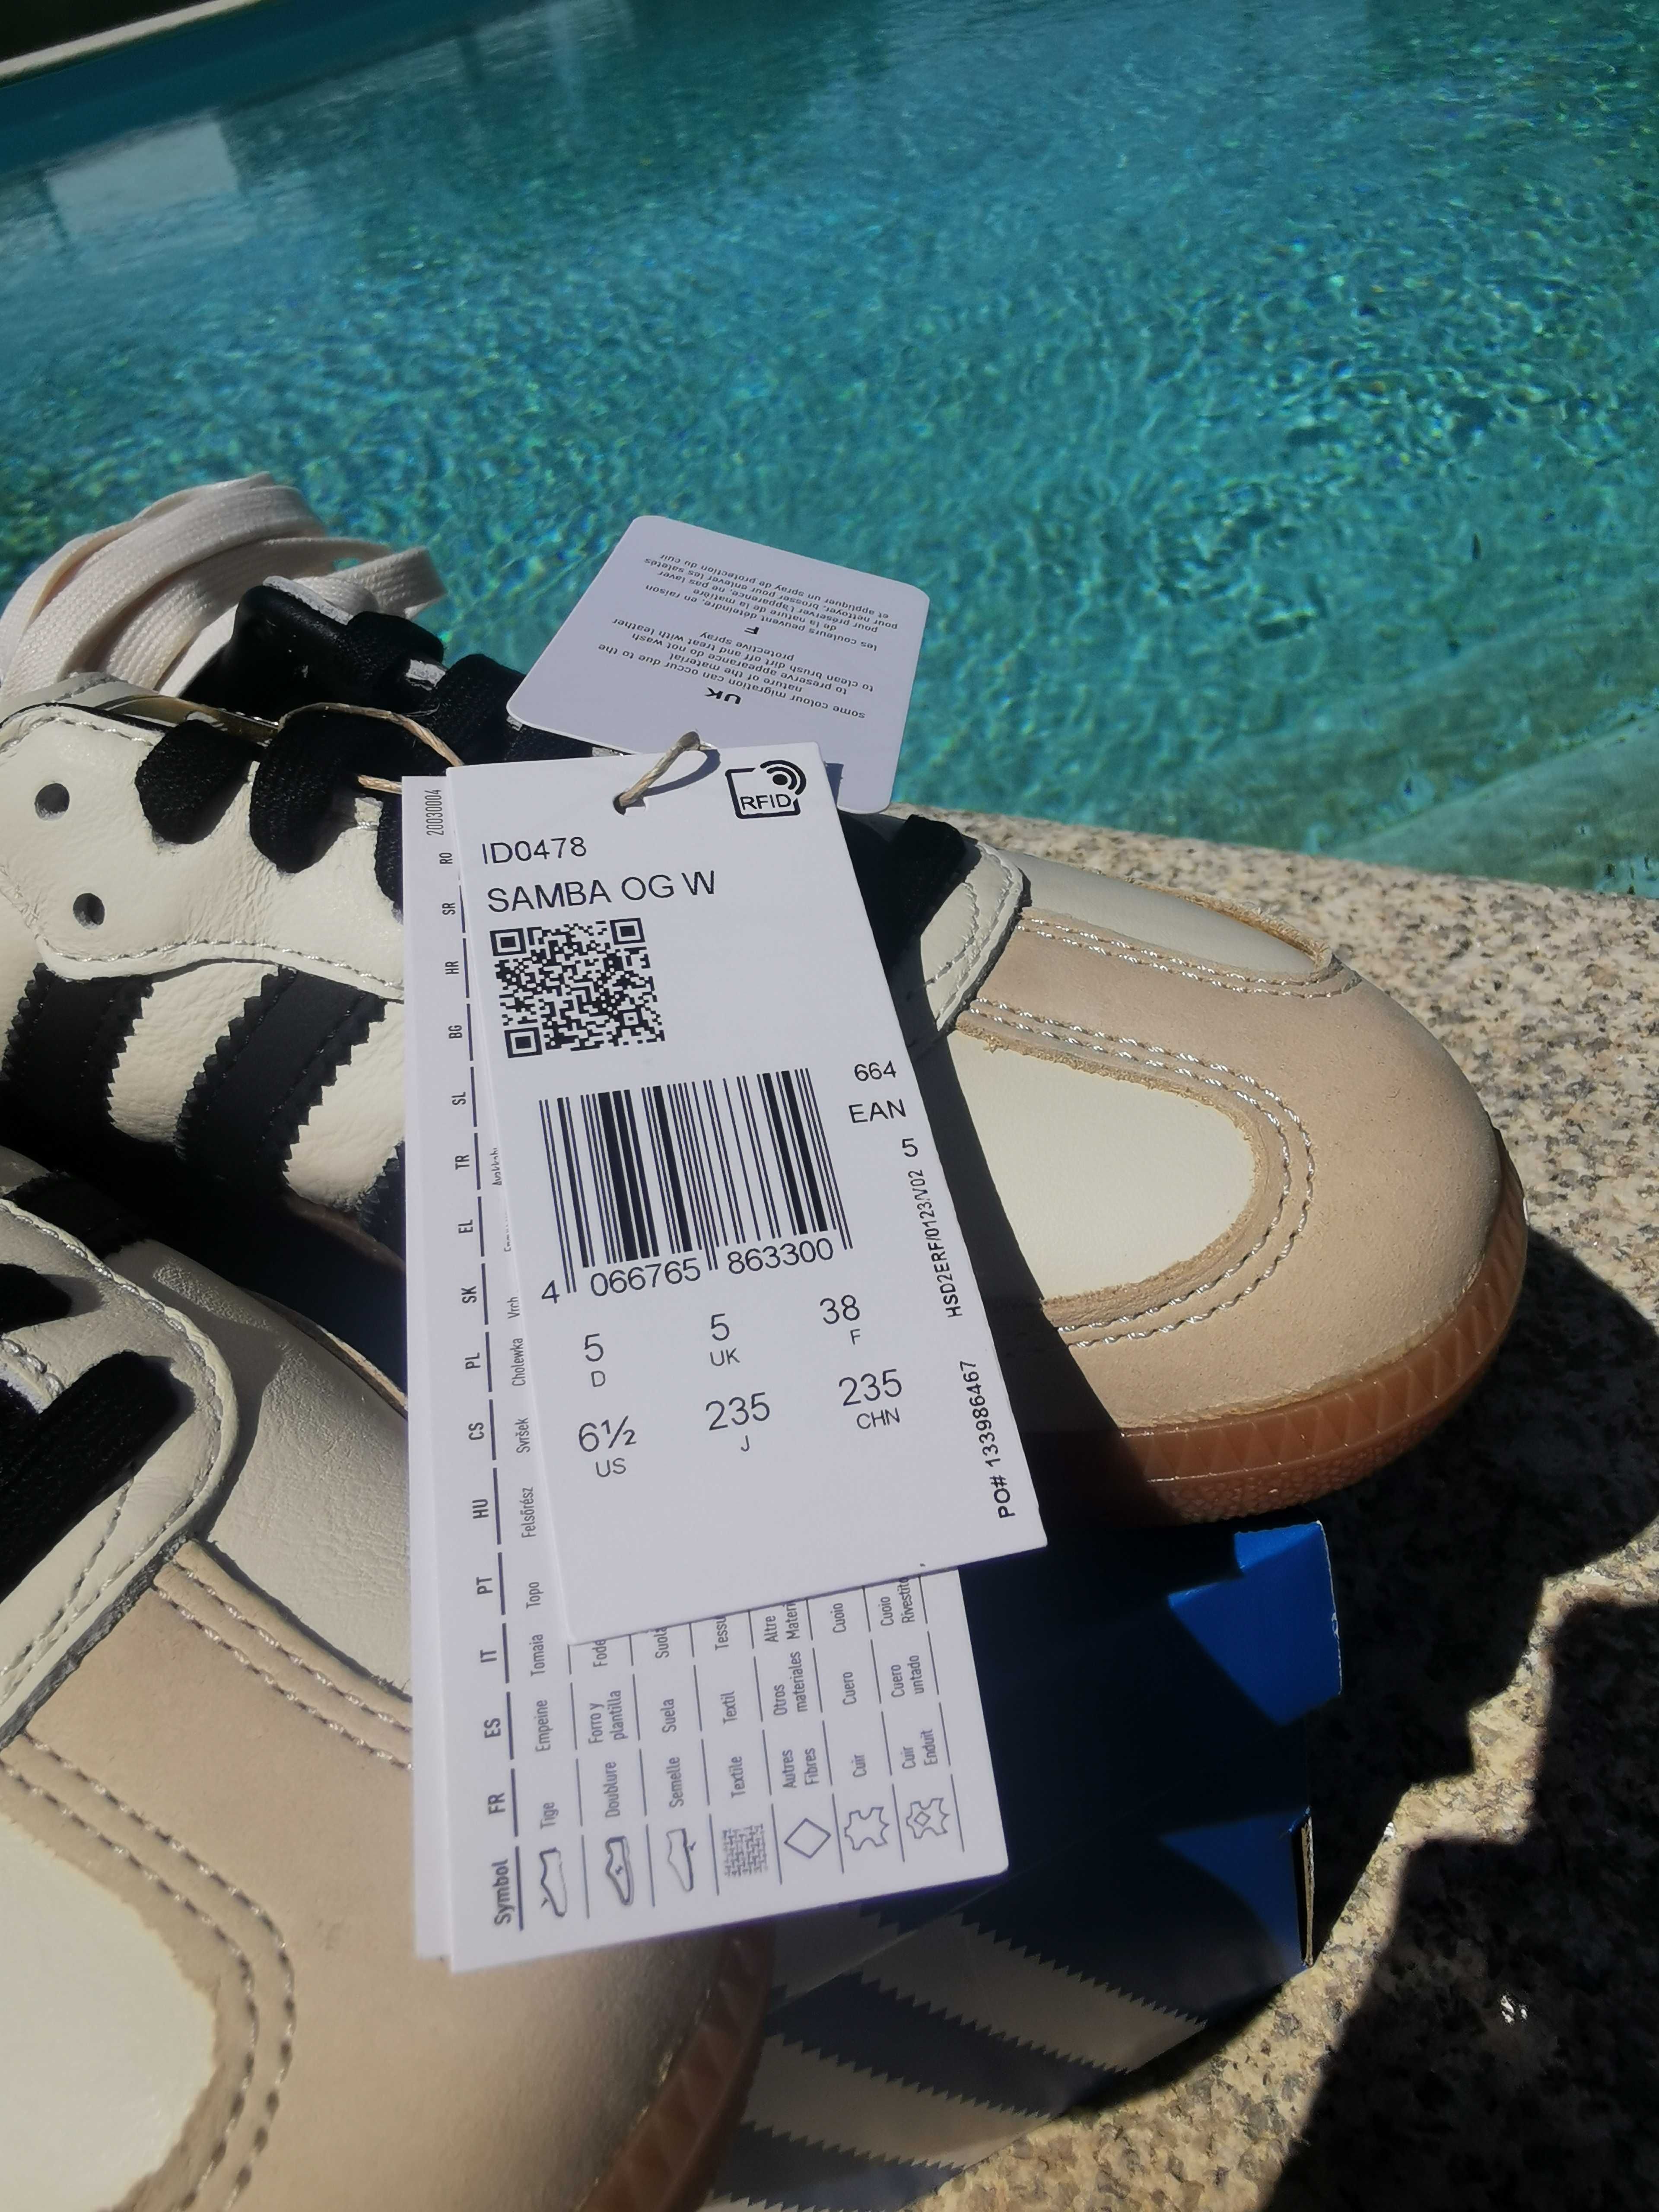 some colour migration can occur due to the
nature of the material
to preserve appearance do not wash
to clean brush dirt off and treat with leather
protective spray
UK
F
les couleurs peuvent déteindre, en raison
de la nature de la matière
pour préserver l'apparence, ne pas laver
pour nettoyer, brosser pour enlever les saletés
et appliquer un spray de protection du cuir
RFID
ID0478
SAMBA OG W
664
EAN
5
4 066765 863300
HSD2ERF/0123/V02
PO# 133986467
5 5 38
D UK F
6½ 235 235
US J CHN
20030004
Symbol FR ES IT PT HU CS PL SK EL TR SL BG HR SR RO
Tige Empeine Tomaia Topo Felsőrész Svršek Cholewka Vrch
Doublure Forro y plantilla
Semelle Suela
Textile Textil
Autres Fibres Otros materiales Altre
Cuir Cuero Cuoio
Cuir Enduit Cuero untado Cuoio Rivestito